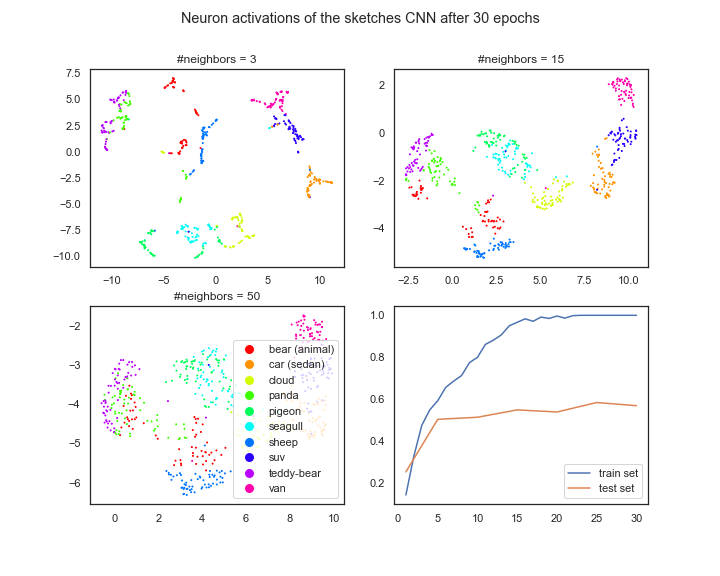 Neuron activations of the sketches CNN after 30 epochs
#neighbors = 3
7.5
5.0
2.5
0.0
−2.5
−5.0
−7.5
−10.0
−10 −5 0 5 10
#neighbors = 15
2
0
−2
−4
−2.5 0.0 2.5 5.0 7.5 10.0
#neighbors = 50
−1
−2
−3
−4
−5
−6
0 2 4 6 8 10
bear (animal)
car (sedan)
cloud
panda
pigeon
seagull
sheep
suv
teddy-bear
van
1.0
0.8
0.6
0.4
0.2
0 5 10 15 20 25 30
train set
test set